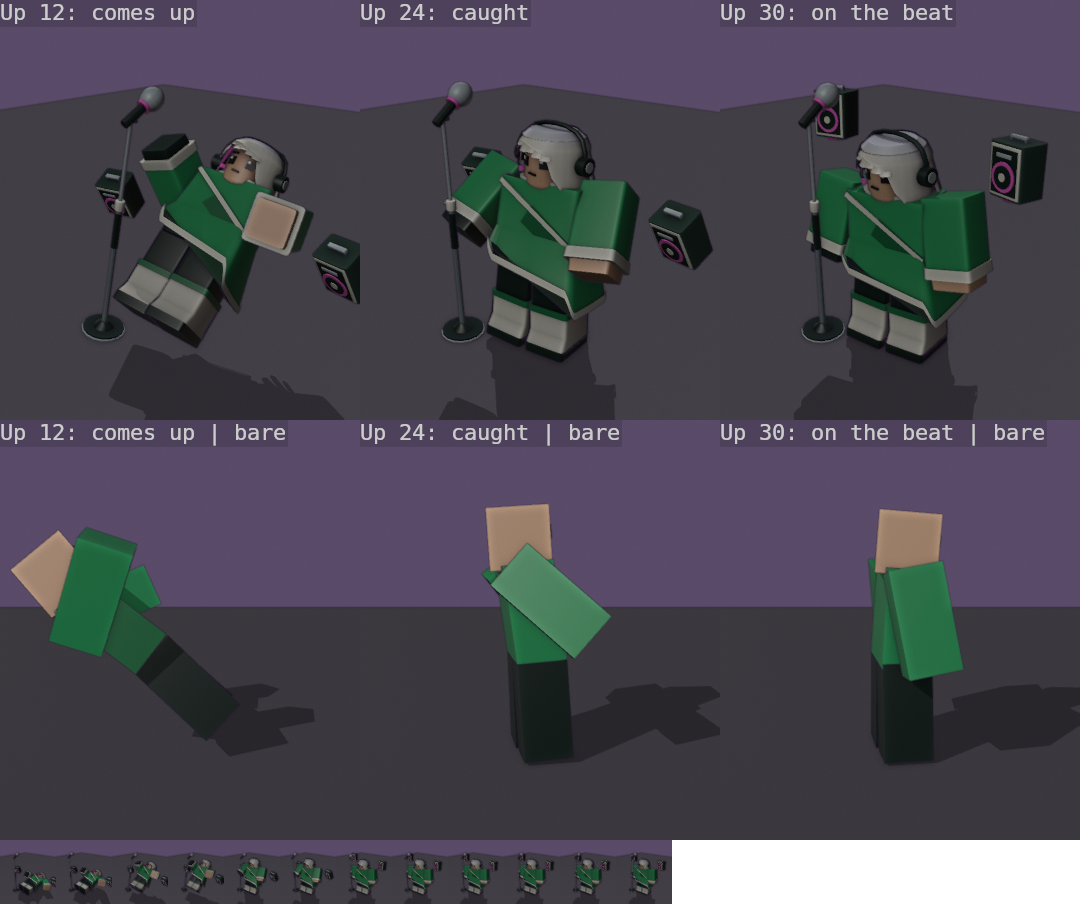 Up 12: comes up
Up 24: caught
Up 30: on the beat
Up 12: comes up | bare
Up 24: caught | bare
Up 30: on the beat | bare